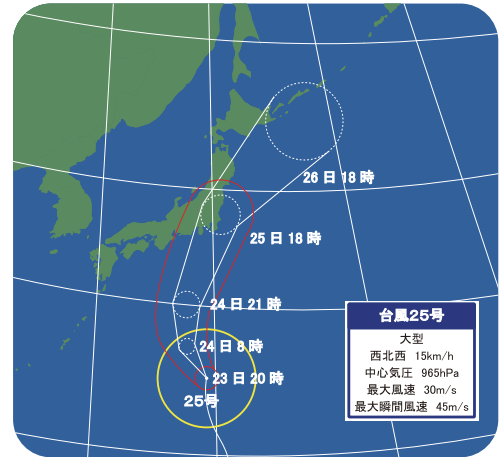 26日18時
25日18時
24日21時
24日8時
23日20時
25号
台風25号
大型
西北西 15km/h
中心気圧 965hPa
最大風速 30m/s
最大瞬間風速 45m/s